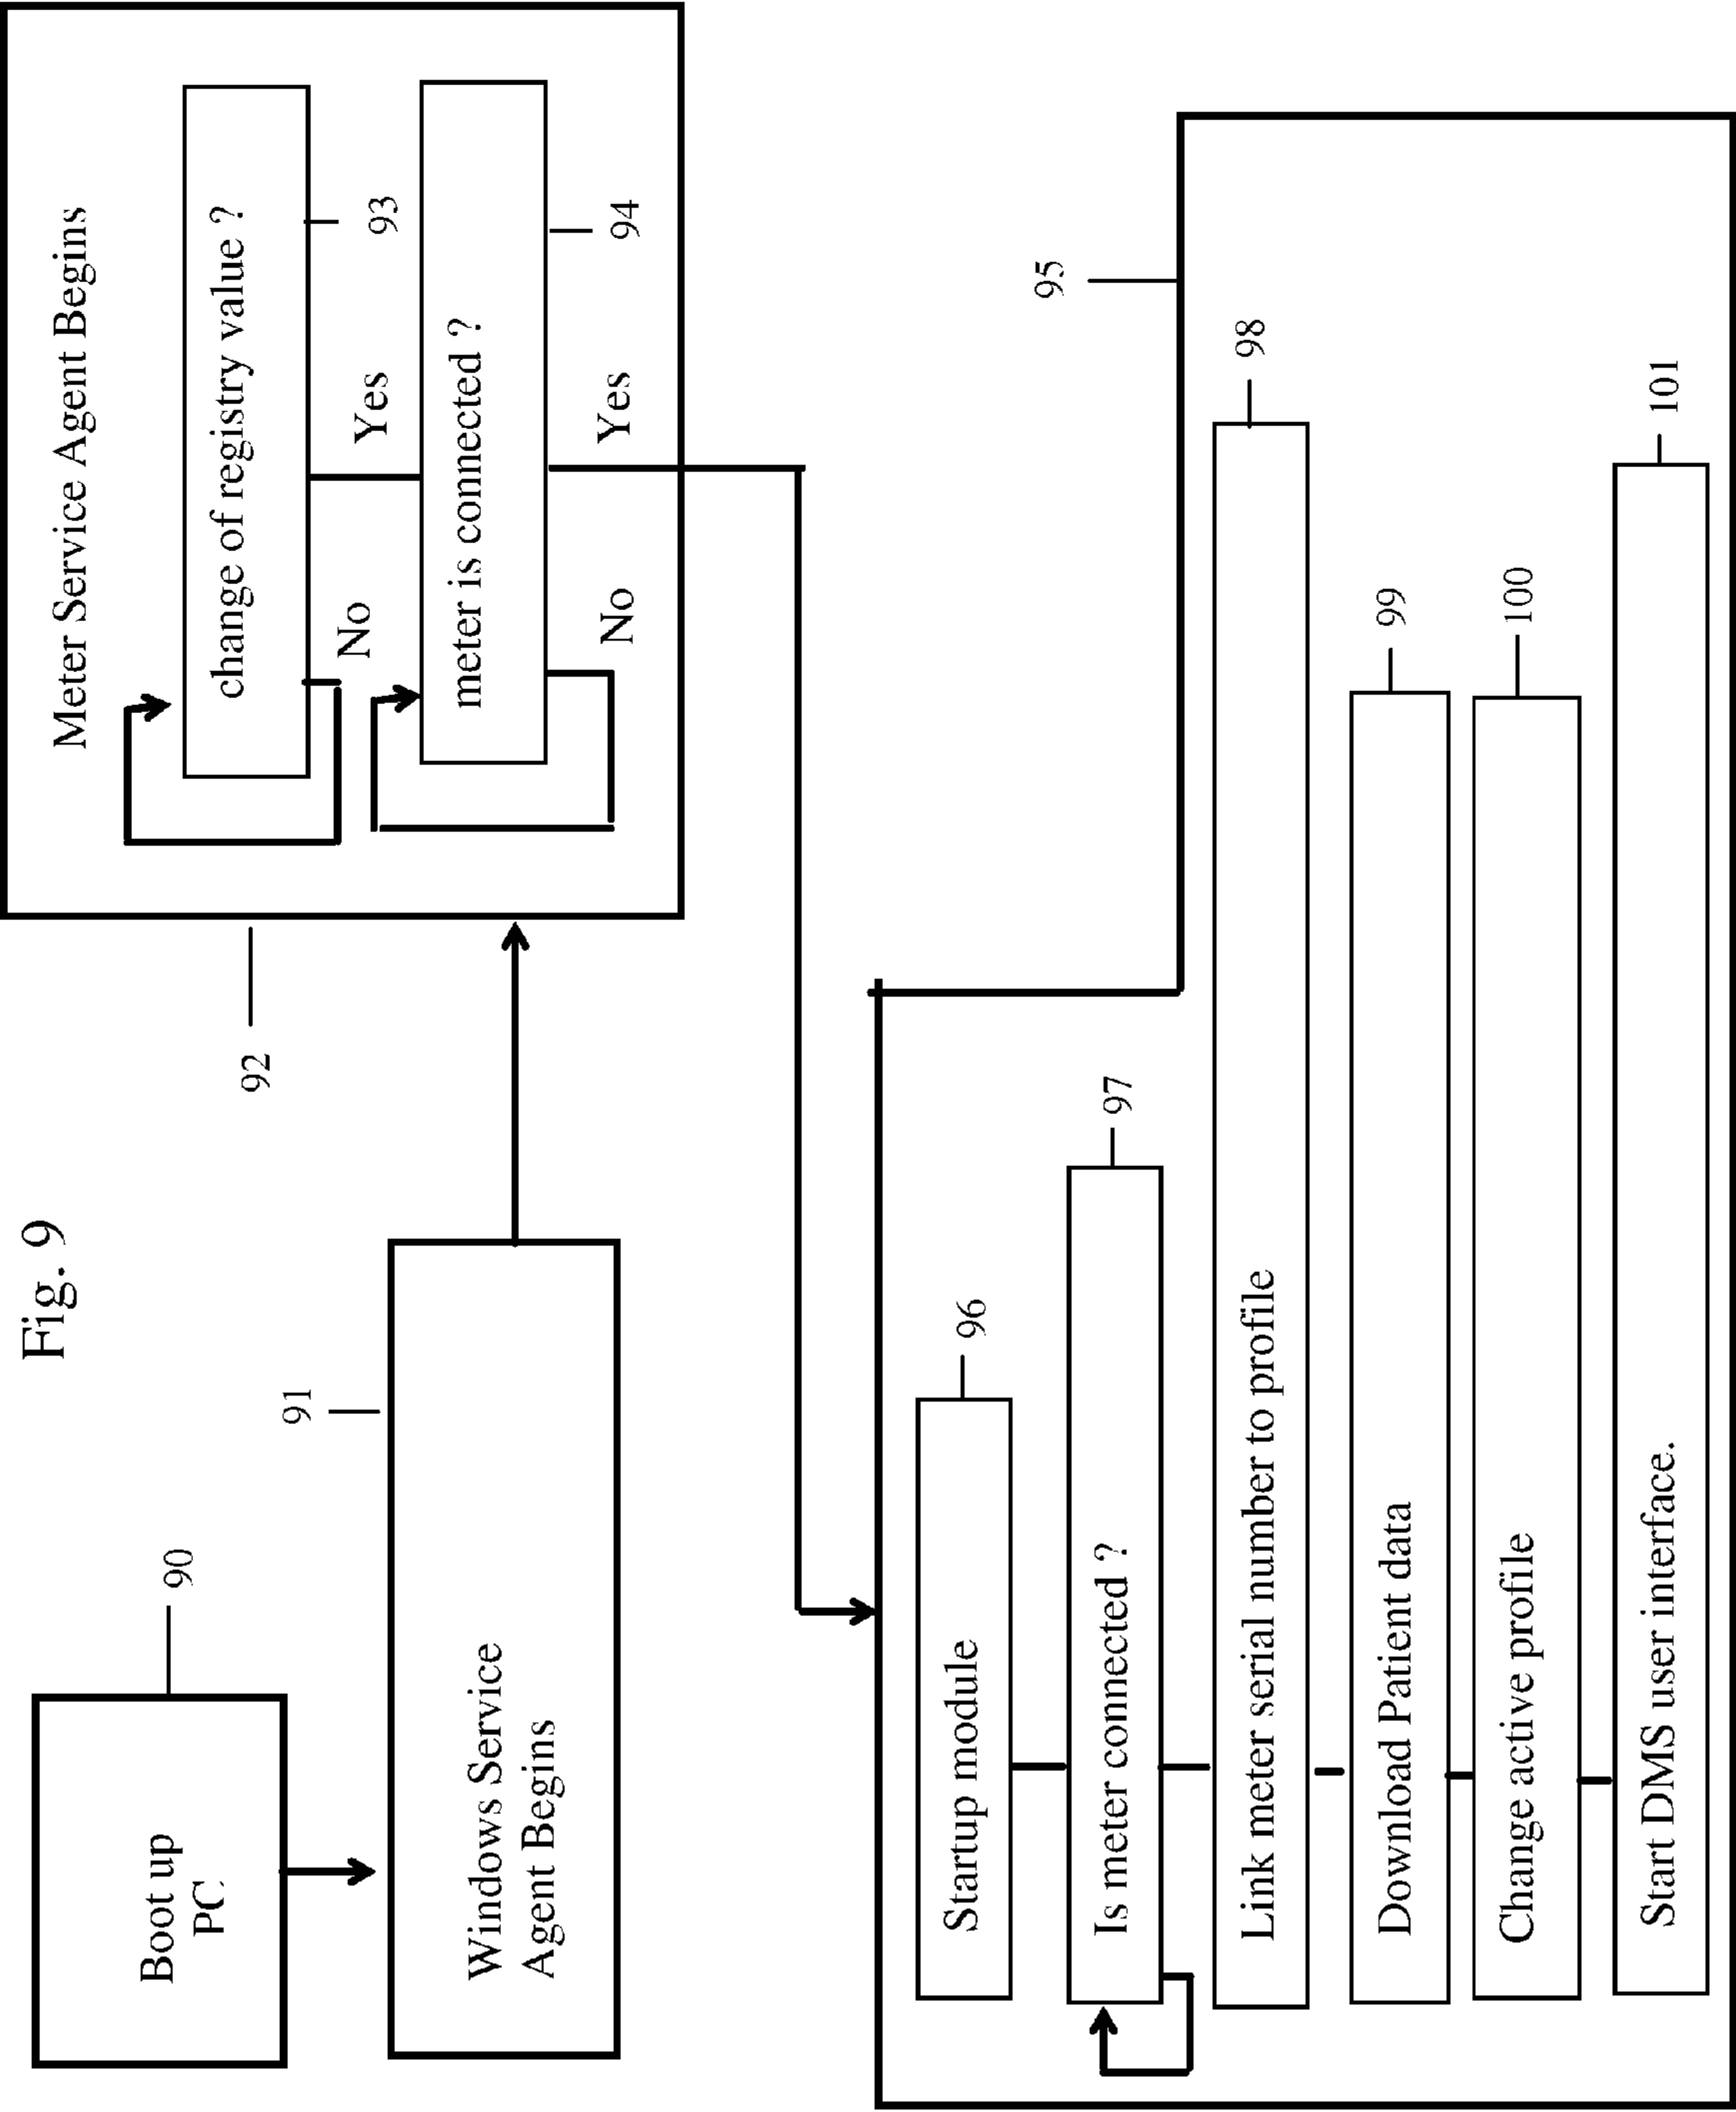 Fig. 9
Boot up
PC
90
Windows Service
Agent Begins
91
92
Meter Service Agent Begins
change of registry value ?
93
No
Yes
meter is connected ?
94
No
Yes
95
Startup module
96
Is meter connected ?
97
Link meter serial number to profile
98
Download Patient data
99
Change active profile
100
Start DMS user interface.
101